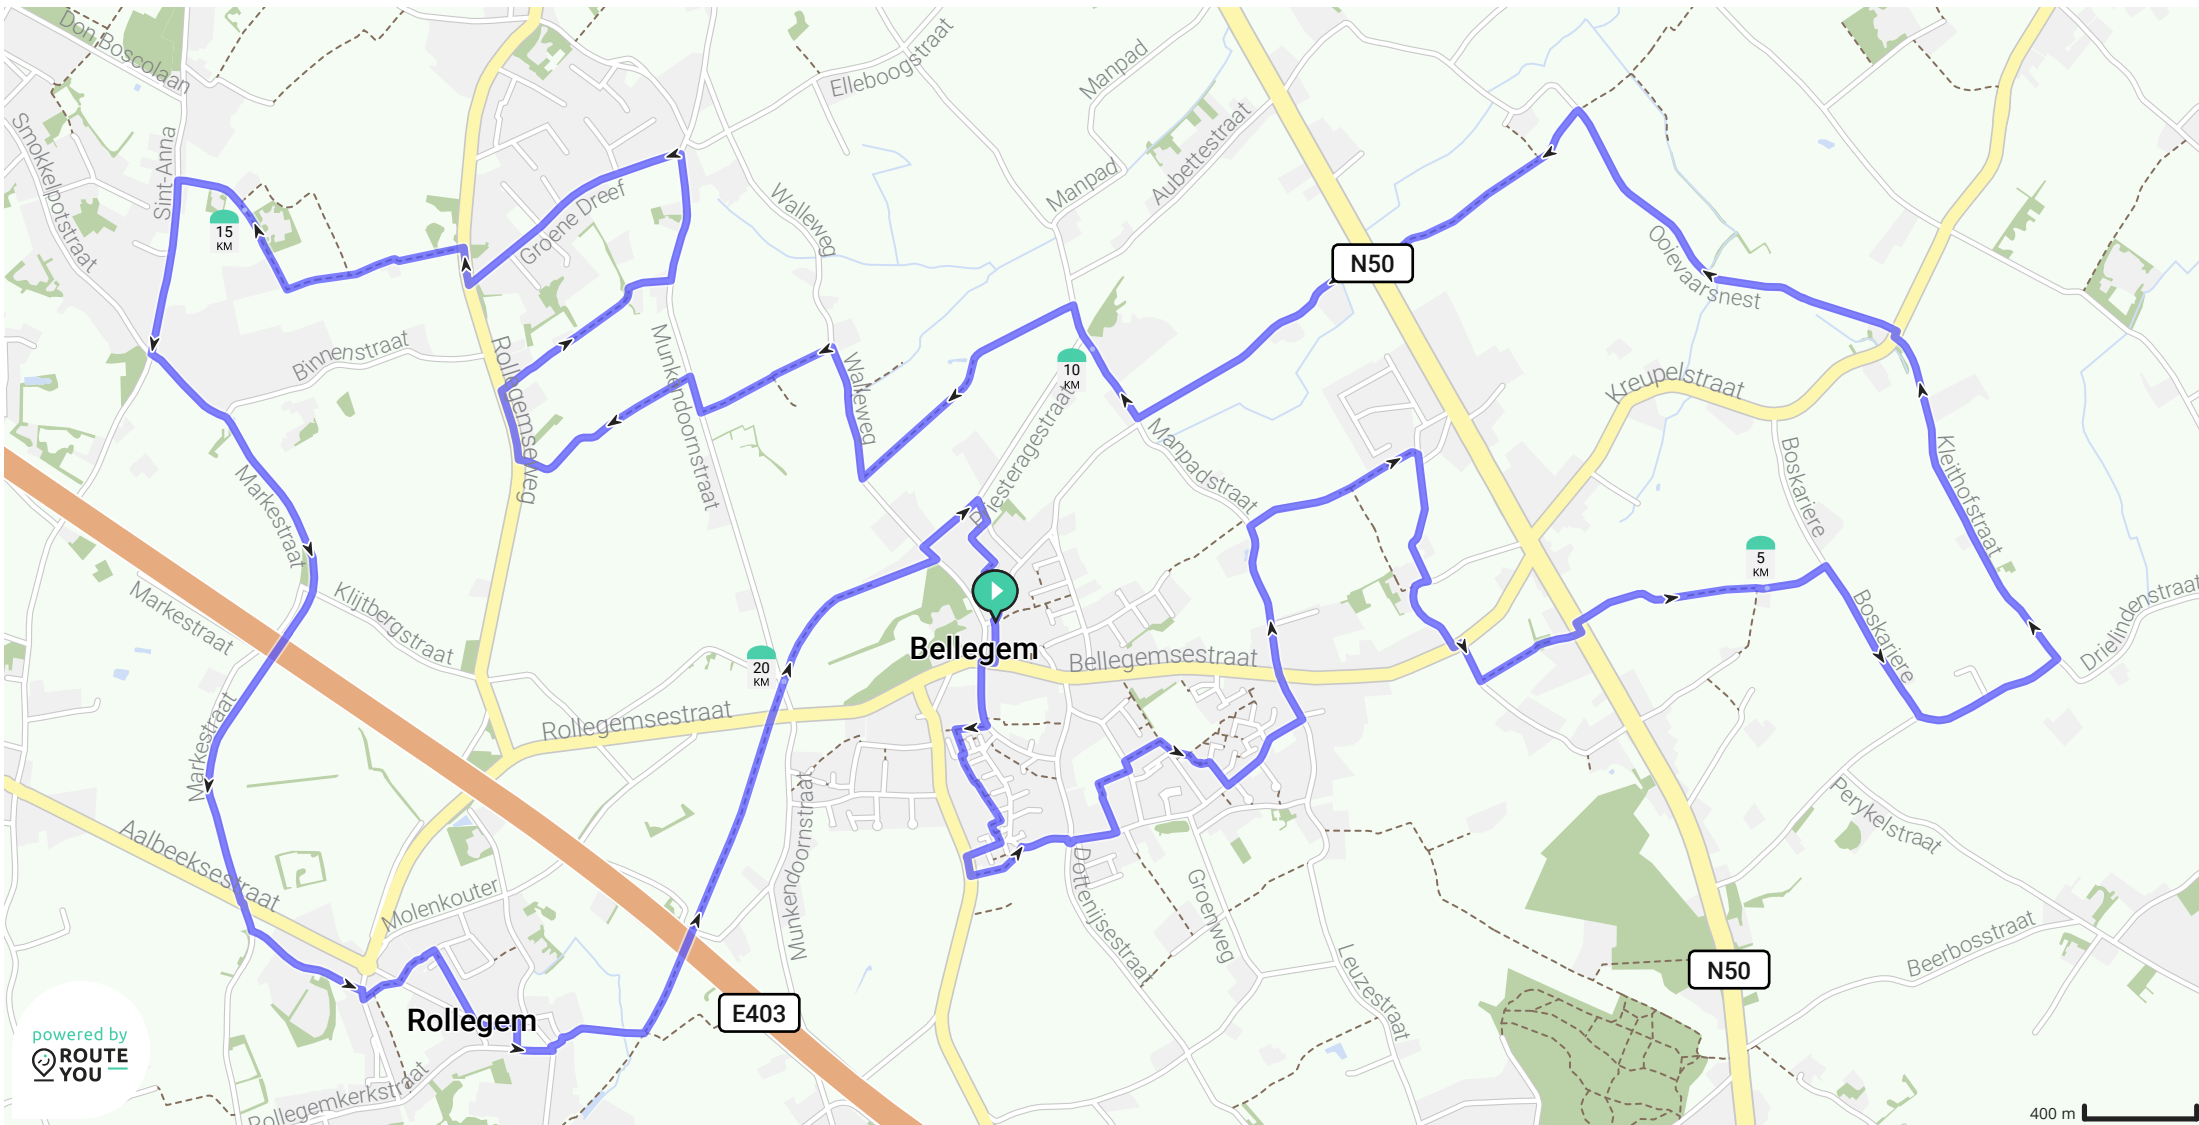 Don Boscolaan
Elleboogstraat
Manpad
Smokkelpotstraat
Sint-Anna
Aubettestraat
Manpad
Groene Dreef
Walleweg
15
KM
N50
Ooievaarsnest
Binnenstraat
Rollegemseweg
Munkendoornstraat
Walleweg
10
KM
Kreupelstraat
Priesteragestraat
Manpadstraat
Boskariere
Kleithofstraat
Markestraat
5
KM
Markestraat
Klijtbergstraat
Boskariere
Drielindenstraat
Bellegem
20
KM
Bellegemsestraat
Rollegemsestraat
Markestraat
Munkendoornstraat
Perykelstraat
Aalbeeksestraat
Molenkouter
Dottenijsestraat
Groenweg
Leuzestraat
Beerbosstraat
N50
E403
Rollegem
powered by
ROUTE
YOU
Rollegemkerkstraat
400 m